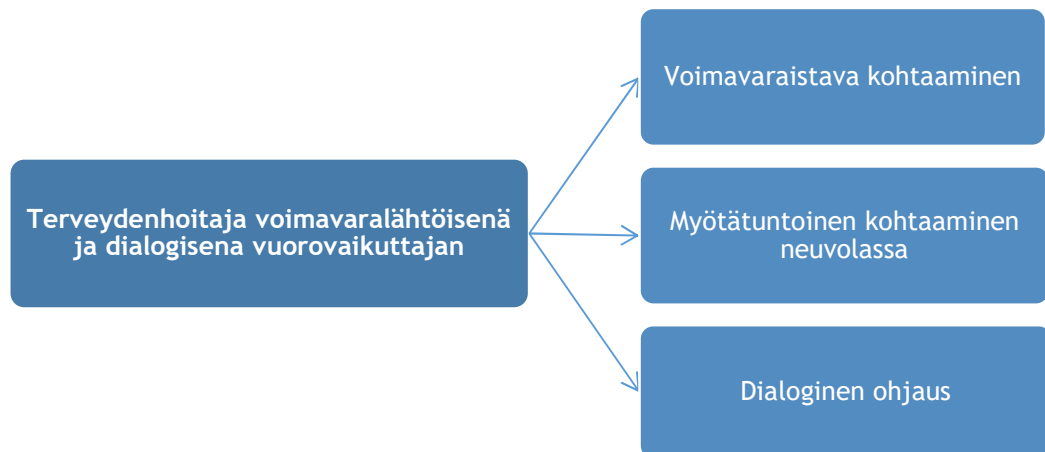 Terveydenhoitaja voimavaralähtöisenä
ja dialogisena vuorovaikuttajan
Voimavaraistava kohtaaminen
Myötätuntoinen kohtaaminen
neuvolassa
Dialoginen ohjaus